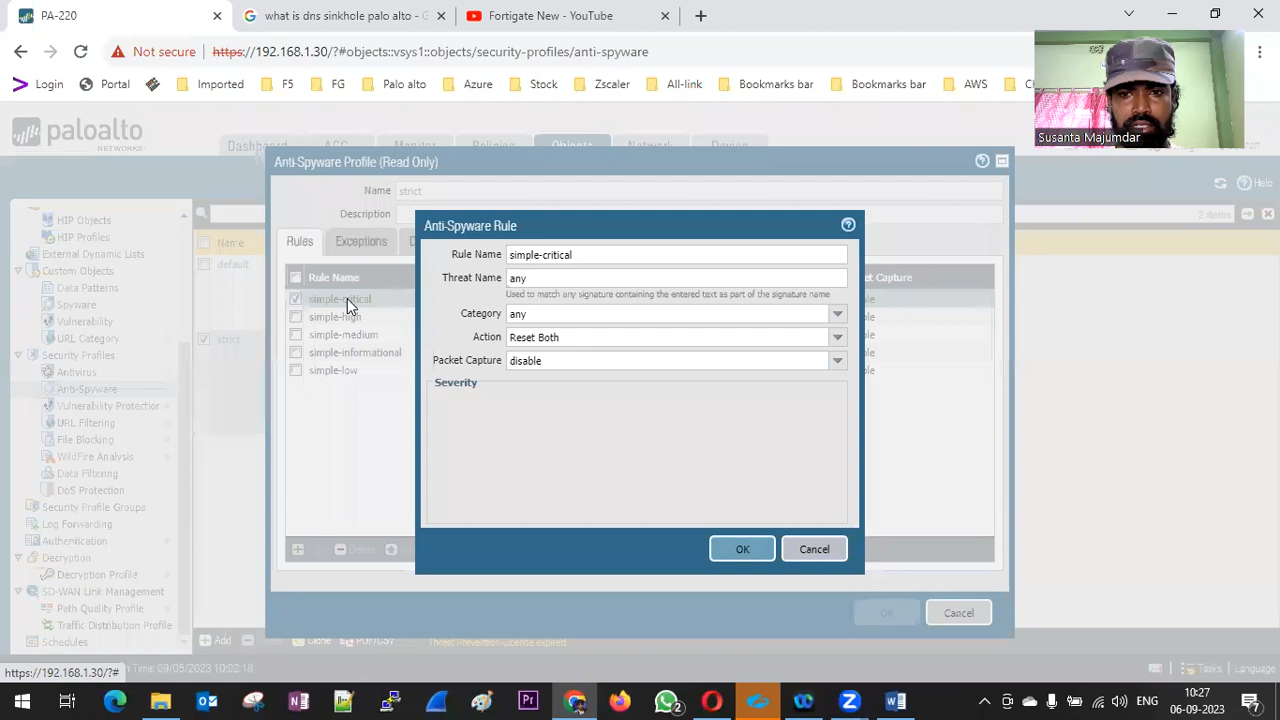 PA-220
what is dns sinkhole palo alto - G
Fortigate New - YouTube
Not secure
https://192.168.1.30/?#objects::vsys1::objects/security-profiles/anti-spyware
Login
Portal
Imported
F5
FG
Palo alto
Azure
Stock
Zscaler
All-link
Bookmarks bar
Bookmarks bar
AWS
Susanta Majumdar
paloalto
NETWORKS
Dashboard
ACC
Monitor
Policies
Objects
Network
Device
Anti-Spyware Profile (Read Only)
Help
Name strict
Description
2 items
HIP Objects
HIP Profiles
External Dynamic Lists
Custom Objects
Data Patterns
Spyware
Vulnerability
URL Category
Security Profiles
Antivirus
Anti-Spyware
Vulnerability Protection
URL Filtering
File Blocking
WildFire Analysis
Data Filtering
DoS Protection
Security Profile Groups
Log Forwarding
Decryption
Decryption Profile
SD-WAN Link Management
Path Quality Profile
Traffic Distribution Profile
Schedules
Name
default
strict
Rules
Exceptions
Rule Name
simple-critical
simple-high
simple-medium
simple-informational
simple-low
Delete
Anti-Spyware Rule
Rule Name simple-critical
Threat Name any
Used to match any signature containing the entered text as part of the signature name
Category any
Action Reset Both
Packet Capture disable
Severity
OK
Cancel
OK
Cancel
Add
Clone
PDF/CSV
Threat Prevention License expired
https://192.168.1.30/?#
Time: 09/05/2023 10:02:18
Tasks
Language
ENG
10:27
06-09-2023
2
7